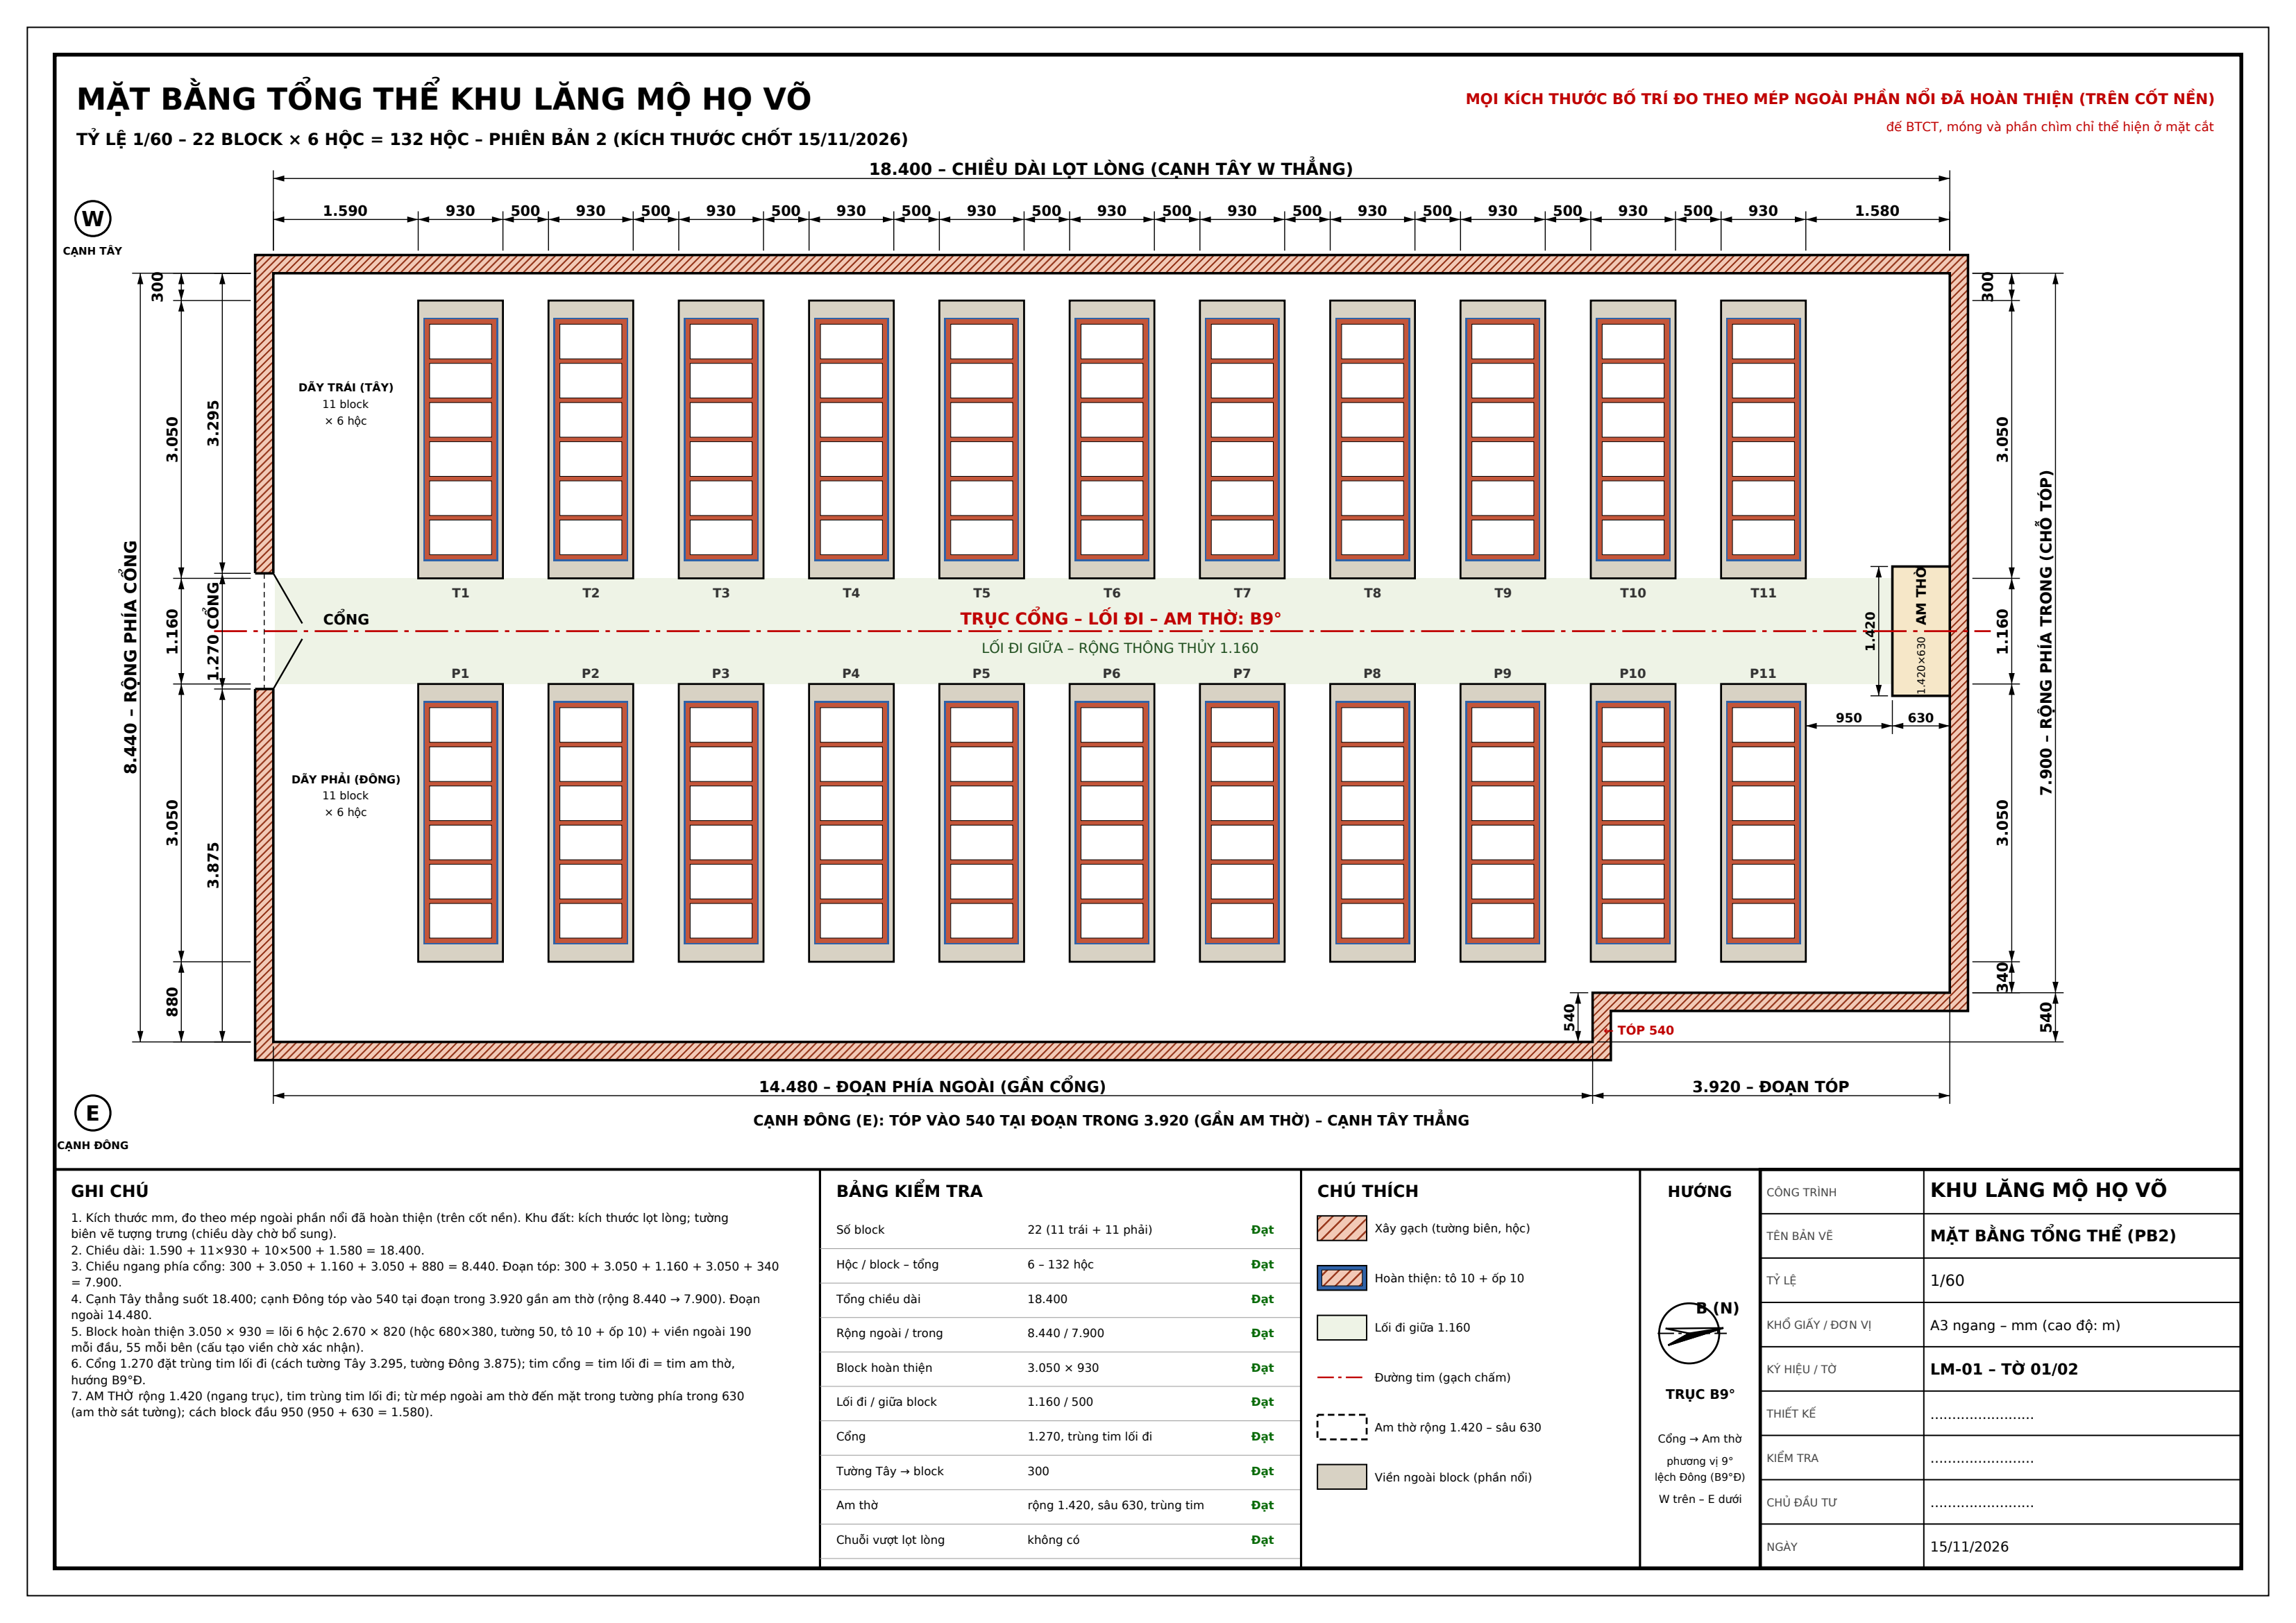 MẶT BẰNG TỔNG THỂ KHU LĂNG MỘ HỌ VÕ
TỶ LỆ 1/60 – 22 BLOCK × 6 HỘC = 132 HỘC – PHIÊN BẢN 2 (KÍCH THƯỚC CHỐT 15/11/2026)
MỌI KÍCH THƯỚC BỐ TRÍ ĐO THEO MÉP NGOÀI PHẦN NỔI ĐÃ HOÀN THIỆN (TRÊN CỐT NỀN)
đế BTCT, móng và phần chìm chỉ thể hiện ở mặt cắt
18.400 – CHIỀU DÀI LỌT LÒNG (CẠNH TÂY W THẲNG)
W
CẠNH TÂY
1.590 930 500 930 500 930 500 930 500 930 500 930 500 930 500 930 500 930 500 930 500 930 1.580
300
3.050
3.295
8.440 – RỘNG PHÍA CỔNG
1.160
1.270 CỔNG
3.050
3.875
880
DÃY TRÁI (TÂY)
11 block
× 6 hộc
T1 T2 T3 T4 T5 T6 T7 T8 T9 T10 T11
CỔNG
TRỤC CỔNG – LỐI ĐI – AM THỜ: B9°
LỐI ĐI GIỮA – RỘNG THÔNG THỦY 1.160
P1 P2 P3 P4 P5 P6 P7 P8 P9 P10 P11
DÃY PHẢI (ĐÔNG)
11 block
× 6 hộc
1.420
AM THỜ
1.420×630
950 630
300
3.050
1.160
7.900 – RỘNG PHÍA TRONG (CHỖ TÓP)
3.050
340
540
540
← TÓP 540
14.480 – ĐOẠN PHÍA NGOÀI (GẦN CỔNG)
3.920 – ĐOẠN TÓP
CẠNH ĐÔNG (E): TÓP VÀO 540 TẠI ĐOẠN TRONG 3.920 (GẦN AM THỜ) – CẠNH TÂY THẲNG
E
CẠNH ĐÔNG
GHI CHÚ
1. Kích thước mm, đo theo mép ngoài phần nổi đã hoàn thiện (trên cốt nền). Khu đất: kích thước lọt lòng; tường
biên vẽ tượng trưng (chiều dày chờ bổ sung).
2. Chiều dài: 1.590 + 11×930 + 10×500 + 1.580 = 18.400.
3. Chiều ngang phía cổng: 300 + 3.050 + 1.160 + 3.050 + 880 = 8.440. Đoạn tóp: 300 + 3.050 + 1.160 + 3.050 + 340
= 7.900.
4. Cạnh Tây thẳng suốt 18.400; cạnh Đông tóp vào 540 tại đoạn trong 3.920 gần am thờ (rộng 8.440 → 7.900). Đoạn
ngoài 14.480.
5. Block hoàn thiện 3.050 × 930 = lõi 6 hộc 2.670 × 820 (hộc 680×380, tường 50, tô 10 + ốp 10) + viền ngoài 190
mỗi đầu, 55 mỗi bên (cấu tạo viền chờ xác nhận).
6. Cổng 1.270 đặt trùng tim lối đi (cách tường Tây 3.295, tường Đông 3.875); tim cổng = tim lối đi = tim am thờ,
hướng B9°Đ.
7. AM THỜ rộng 1.420 (ngang trục), tim trùng tim lối đi; từ mép ngoài am thờ đến mặt trong tường phía trong 630
(am thờ sát tường); cách block đầu 950 (950 + 630 = 1.580).
BẢNG KIỂM TRA
Số block 22 (11 trái + 11 phải) Đạt
Hộc / block – tổng 6 – 132 hộc Đạt
Tổng chiều dài 18.400 Đạt
Rộng ngoài / trong 8.440 / 7.900 Đạt
Block hoàn thiện 3.050 × 930 Đạt
Lối đi / giữa block 1.160 / 500 Đạt
Cổng 1.270, trùng tim lối đi Đạt
Tường Tây → block 300 Đạt
Am thờ rộng 1.420, sâu 630, trùng tim Đạt
Chuỗi vượt lọt lòng không có Đạt
CHÚ THÍCH
Xây gạch (tường biên, hộc)
Hoàn thiện: tô 10 + ốp 10
Lối đi giữa 1.160
Đường tim (gạch chấm)
Am thờ rộng 1.420 – sâu 630
Viền ngoài block (phần nổi)
HƯỚNG
B (N)
TRỤC B9°
Cổng → Am thờ
phương vị 9°
lệch Đông (B9°Đ)
W trên – E dưới
CÔNG TRÌNH KHU LĂNG MỘ HỌ VÕ
TÊN BẢN VẼ MẶT BẰNG TỔNG THỂ (PB2)
TỶ LỆ 1/60
KHỔ GIẤY / ĐƠN VỊ A3 ngang – mm (cao độ: m)
KÝ HIỆU / TỜ LM-01 – TỜ 01/02
THIẾT KẾ ........................
KIỂM TRA ........................
CHỦ ĐẦU TƯ ........................
NGÀY 15/11/2026